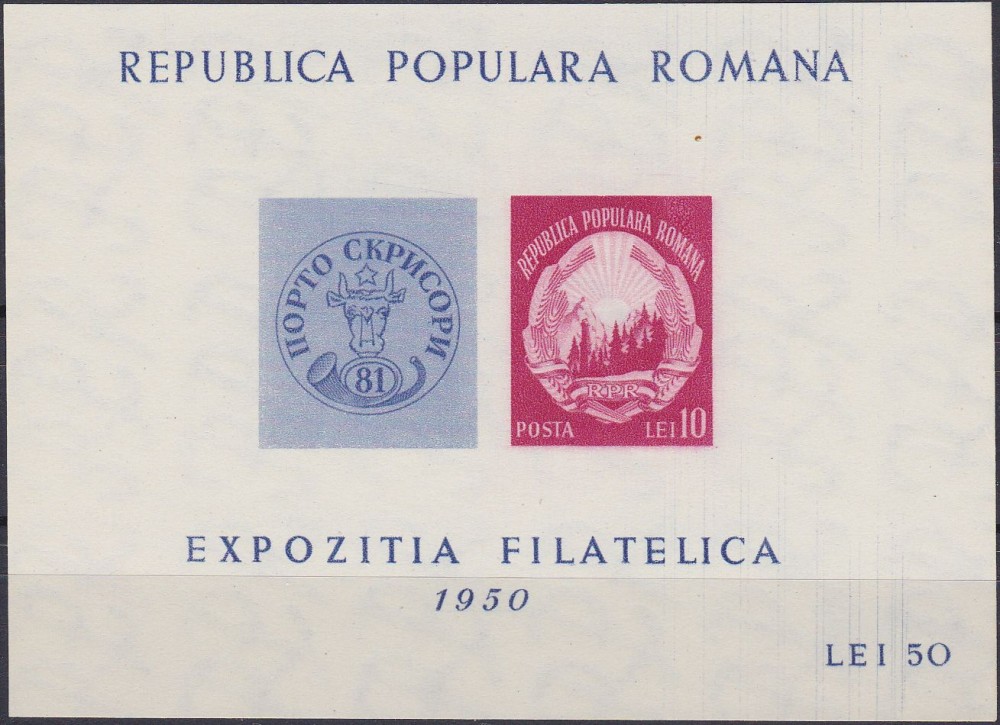 REPUBLICA POPULARA ROMANA
ПОРТО СКРИСОРИ
81
REPUBLICA POPULARA ROMANA
RPR
POSTA LEI 10
EXPOZITIA FILATELICA
1950
LEI 50